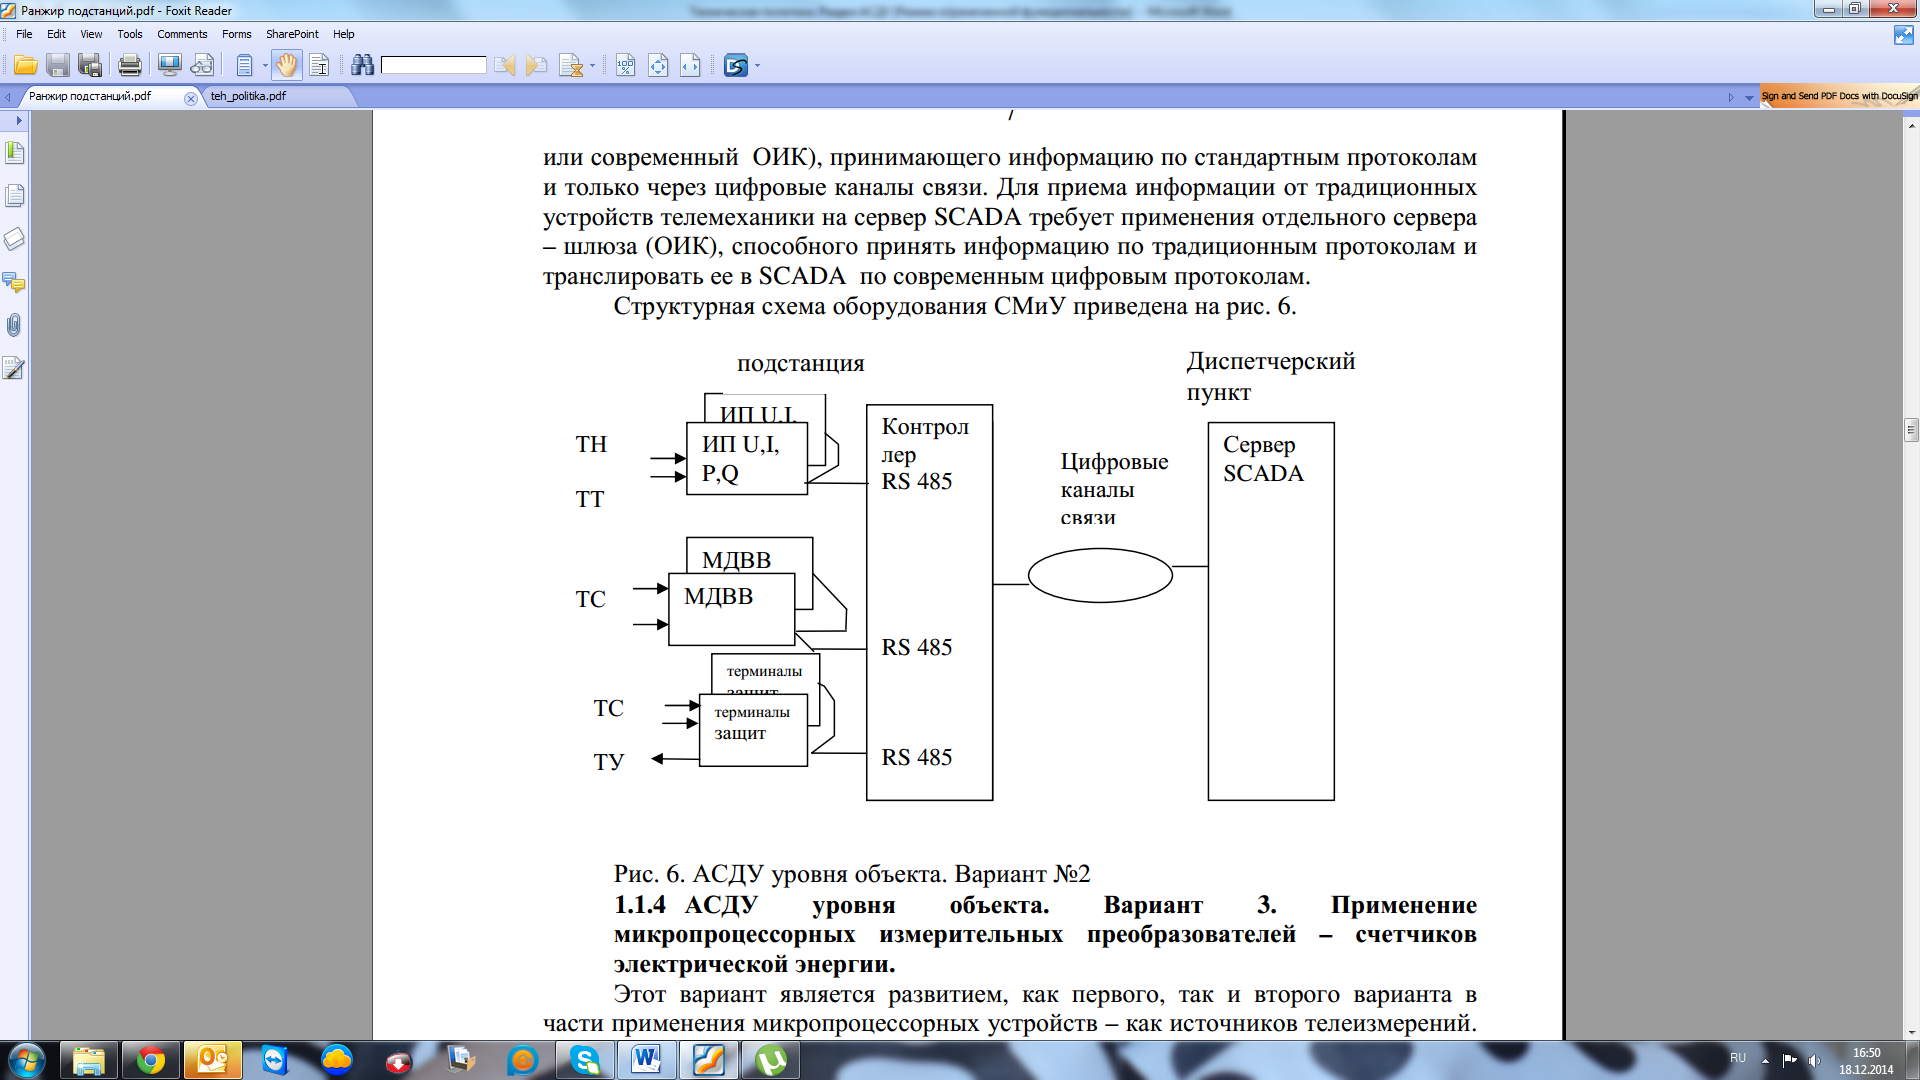 Ранжир подстанций.pdf - Foxit Reader
File Edit View Tools Comments Forms SharePoint Help
Ранжир подстанций.pdf
teh_politika.pdf
Sign and Send PDF Docs with DocuSign
или современный ОИК), принимающего информацию по стандартным протоколам
и только через цифровые каналы связи. Для приема информации от традиционных
устройств телемеханики на сервер SCADA требует применения отдельного сервера
– шлюза (ОИК), способного принять информацию по традиционным протоколам и
транслировать ее в SCADA по современным цифровым протоколам.
Структурная схема оборудования СМиУ приведена на рис. 6.
подстанция
Диспетчерский
пункт
ИП U,I,
ТН
ТТ
ИП U,I,
P,Q
Контрол
лер
RS 485
Цифровые
каналы
связи
Сервер
SCADA
МДВВ
МДВВ
ТС
RS 485
терминалы
защит
терминалы
защит
ТС
ТУ
RS 485
Рис. 6. АСДУ уровня объекта. Вариант №2
1.1.4 АСДУ уровня объекта. Вариант 3. Применение
микропроцессорных измерительных преобразователей – счетчиков
электрической энергии.
Этот вариант является развитием, как первого, так и второго варианта в
части применения микропроцессорных устройств – как источников телеизмерений.
RU
16:50
18.12.2014